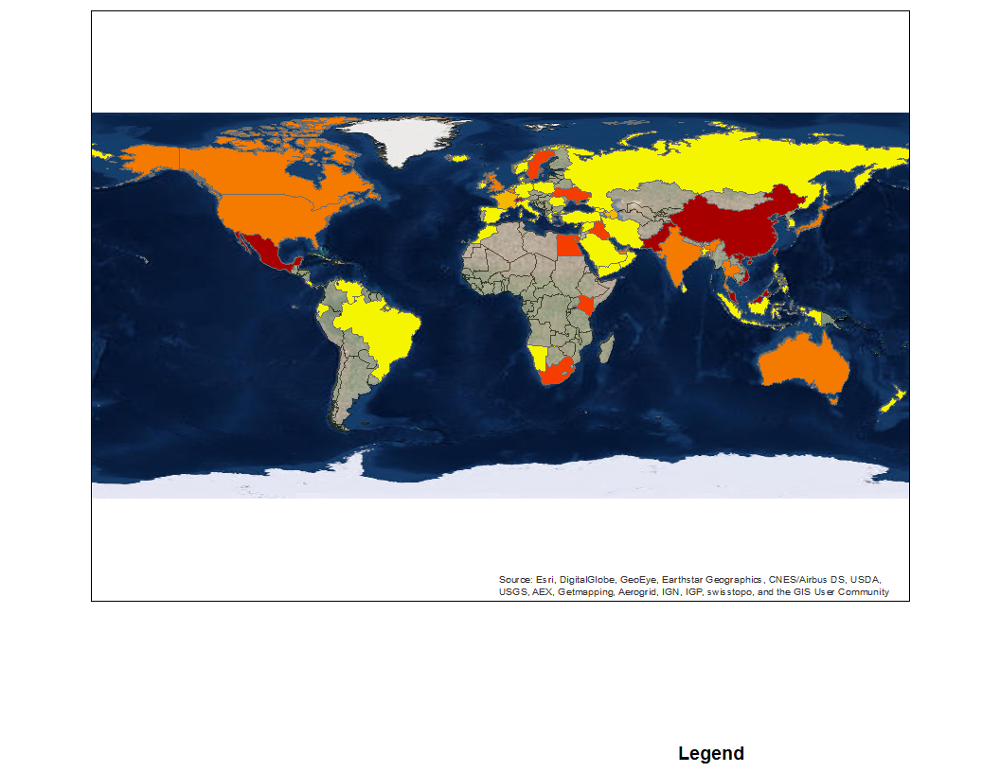 Source: Esri, DigitalGlobe, GeoEye, Earthstar Geographics, CNES/Airbus DS, USDA,
USGS, AEX, Getmapping, Aerogrid, IGN, IGP, swisstopo, and the GIS User Community
Legend